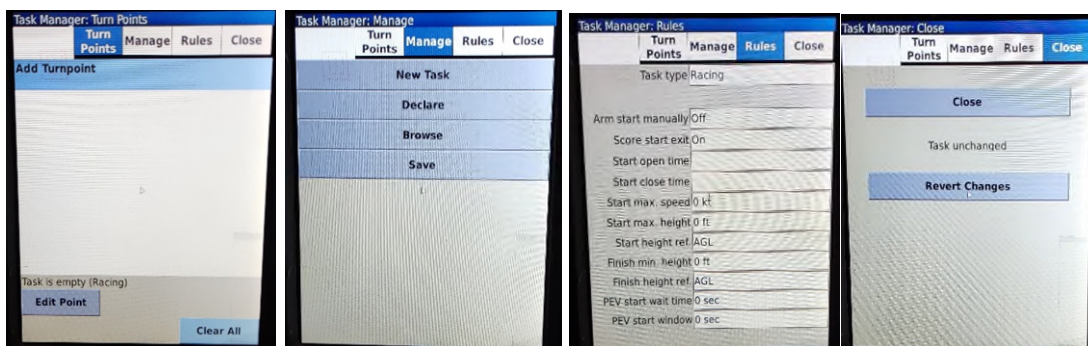 Task Manager: Turn Points
Turn Points Manage Rules Close
Add Turnpoint
Task is empty (Racing)
Edit Point
Clear All
Task Manager: Manage
Turn Points Manage Rules Close
New Task
Declare
Browse
Save
Task Manager: Rules
Turn Points Manage Rules Close
Task type Racing
Arm start manually Off
Score start exit On
Start open time
Start close time
Start max. speed 0 kt
Start max. height 0 ft
Start height ref. AGL
Finish min. height 0 ft
Finish height ref. AGL
PEV start wait time 0 sec
PEV start window 0 sec
Task Manager: Close
Turn Points Manage Rules Close
Close
Task unchanged
Revert Changes